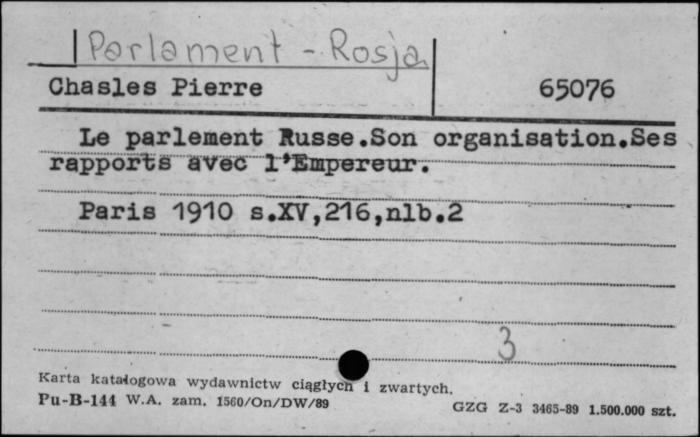 Parlament - Rosja
Chasles Pierre 65076
Le parlement Russe.Son organisation.Ses
rapports avec l'Empereur.
Paris 1910 s.XV,216,nlb.2
3
Karta katalogowa wydawnictw ciągłych i zwartych.
Pu-B-144 W.A. zam. 1560/On/DW/89 GZG Z-3 3465-89 1.500.000 szt.